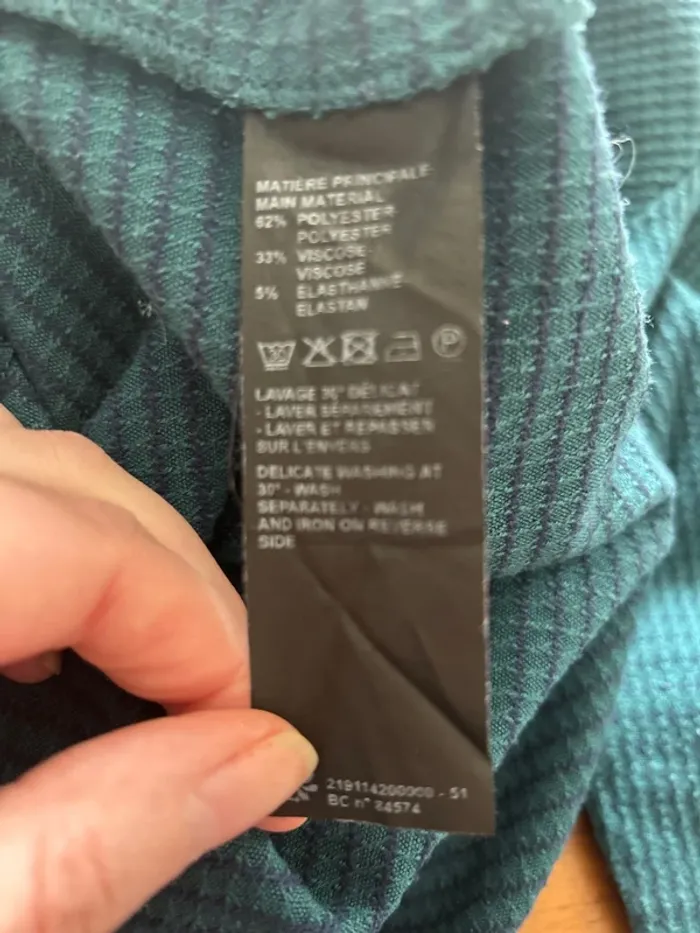 MATIÈRE PRINCIPALE-
MAIN MATERIAL
62% POLYESTER
POLYESTER
33% VISCOSE-
VISCOSE
5% ELASTHANNE
ELASTAN
30
P
LAVAGE 30° DÉLICAT
- LAVER SÉPARÉMENT
- LAVER ET REPASSER
SUR L'ENVERS
DELICATE WASHING AT
30° - WASH
SEPARATELY - WASH
AND IRON ON REVERSE
SIDE
219114200000 - 51
BC n° 84574